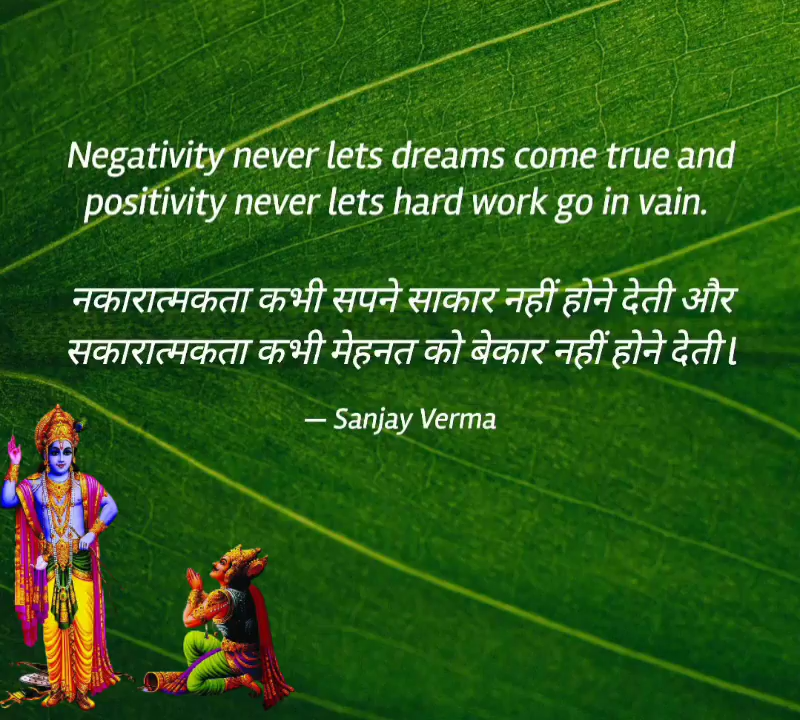 Negativity never lets dreams come true and
positivity never lets hard work go in vain.
नकारात्मकता कभी सपने साकार नहीं होने देती और
सकारात्मकता कभी मेहनत को बेकार नहीं होने देती l
— Sanjay Verma